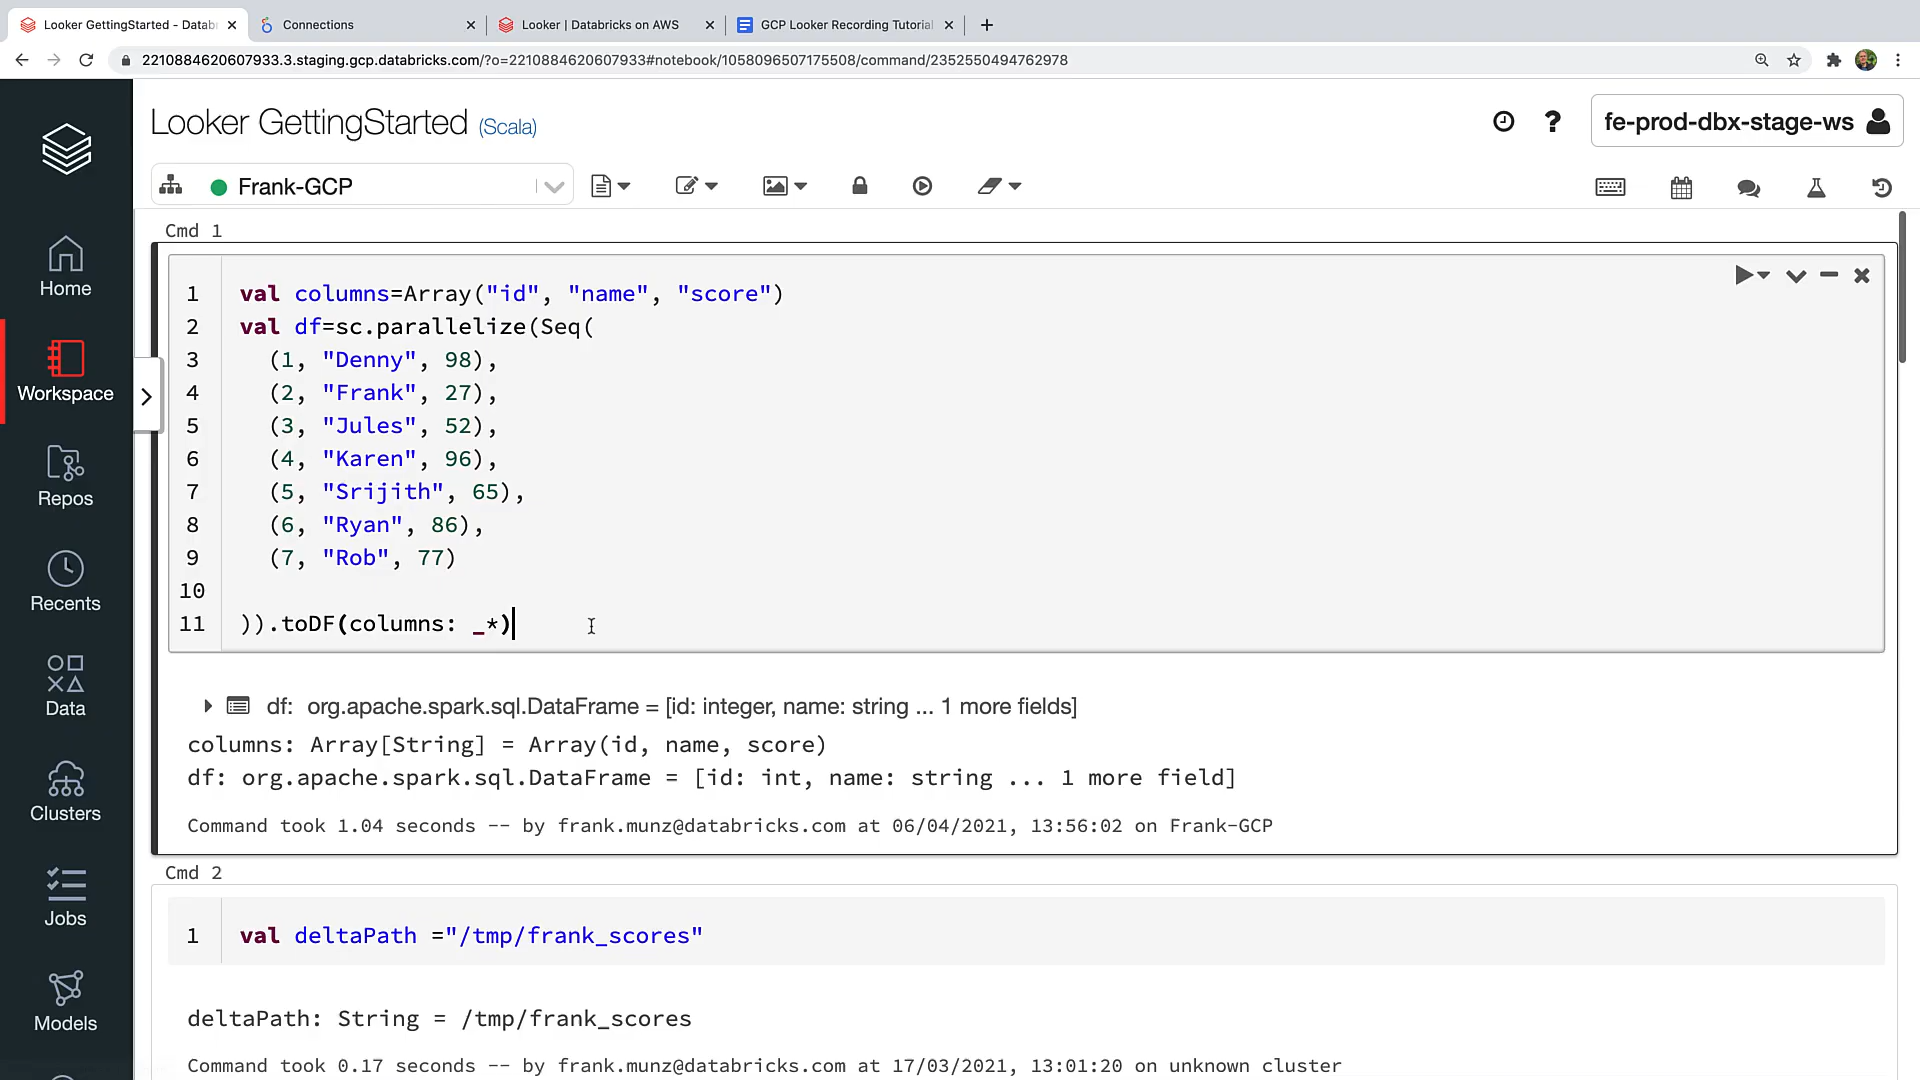 Looker GettingStarted - Datab
Connections
Looker | Databricks on AWS
GCP Looker Recording Tutorial
2210884620607933.3.staging.gcp.databricks.com/?o=2210884620607933#notebook/1058096507175508/command/2352550494762978
Looker GettingStarted (Scala)
fe-prod-dbx-stage-ws
Frank-GCP
Home
Workspace
Repos
Recents
Data
Clusters
Jobs
Models
Cmd 1
1 val columns=Array("id", "name", "score")
2 val df=sc.parallelize(Seq(
3 (1, "Denny", 98),
4 (2, "Frank", 27),
5 (3, "Jules", 52),
6 (4, "Karen", 96),
7 (5, "Srijith", 65),
8 (6, "Ryan", 86),
9 (7, "Rob", 77)
10
11 )).toDF(columns: _*)
df: org.apache.spark.sql.DataFrame = [id: integer, name: string ... 1 more fields]
columns: Array[String] = Array(id, name, score)
df: org.apache.spark.sql.DataFrame = [id: int, name: string ... 1 more field]
Command took 1.04 seconds -- by frank.munz@databricks.com at 06/04/2021, 13:56:02 on Frank-GCP
Cmd 2
1 val deltaPath ="/tmp/frank_scores"
deltaPath: String = /tmp/frank_scores
Command took 0.17 seconds -- by frank.munz@databricks.com at 17/03/2021, 13:01:20 on unknown cluster